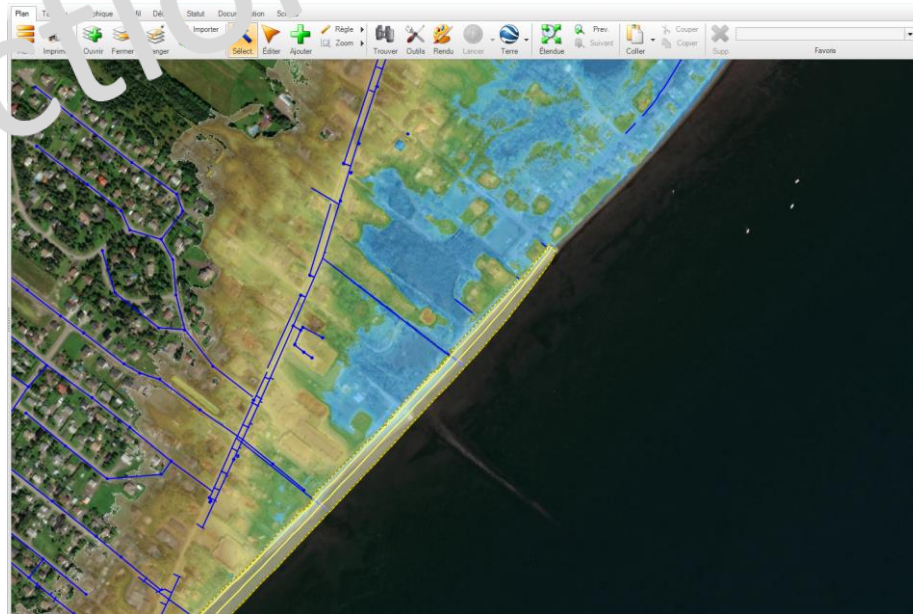 Plan Statut
Importer Règle Prev. Couper
Zoom Suivant Copier
Ouvrir Fermer Sélect. Éditer Ajouter Trouver Outils Rendu Lancer Terre Étendue Coller Supp. Favoris